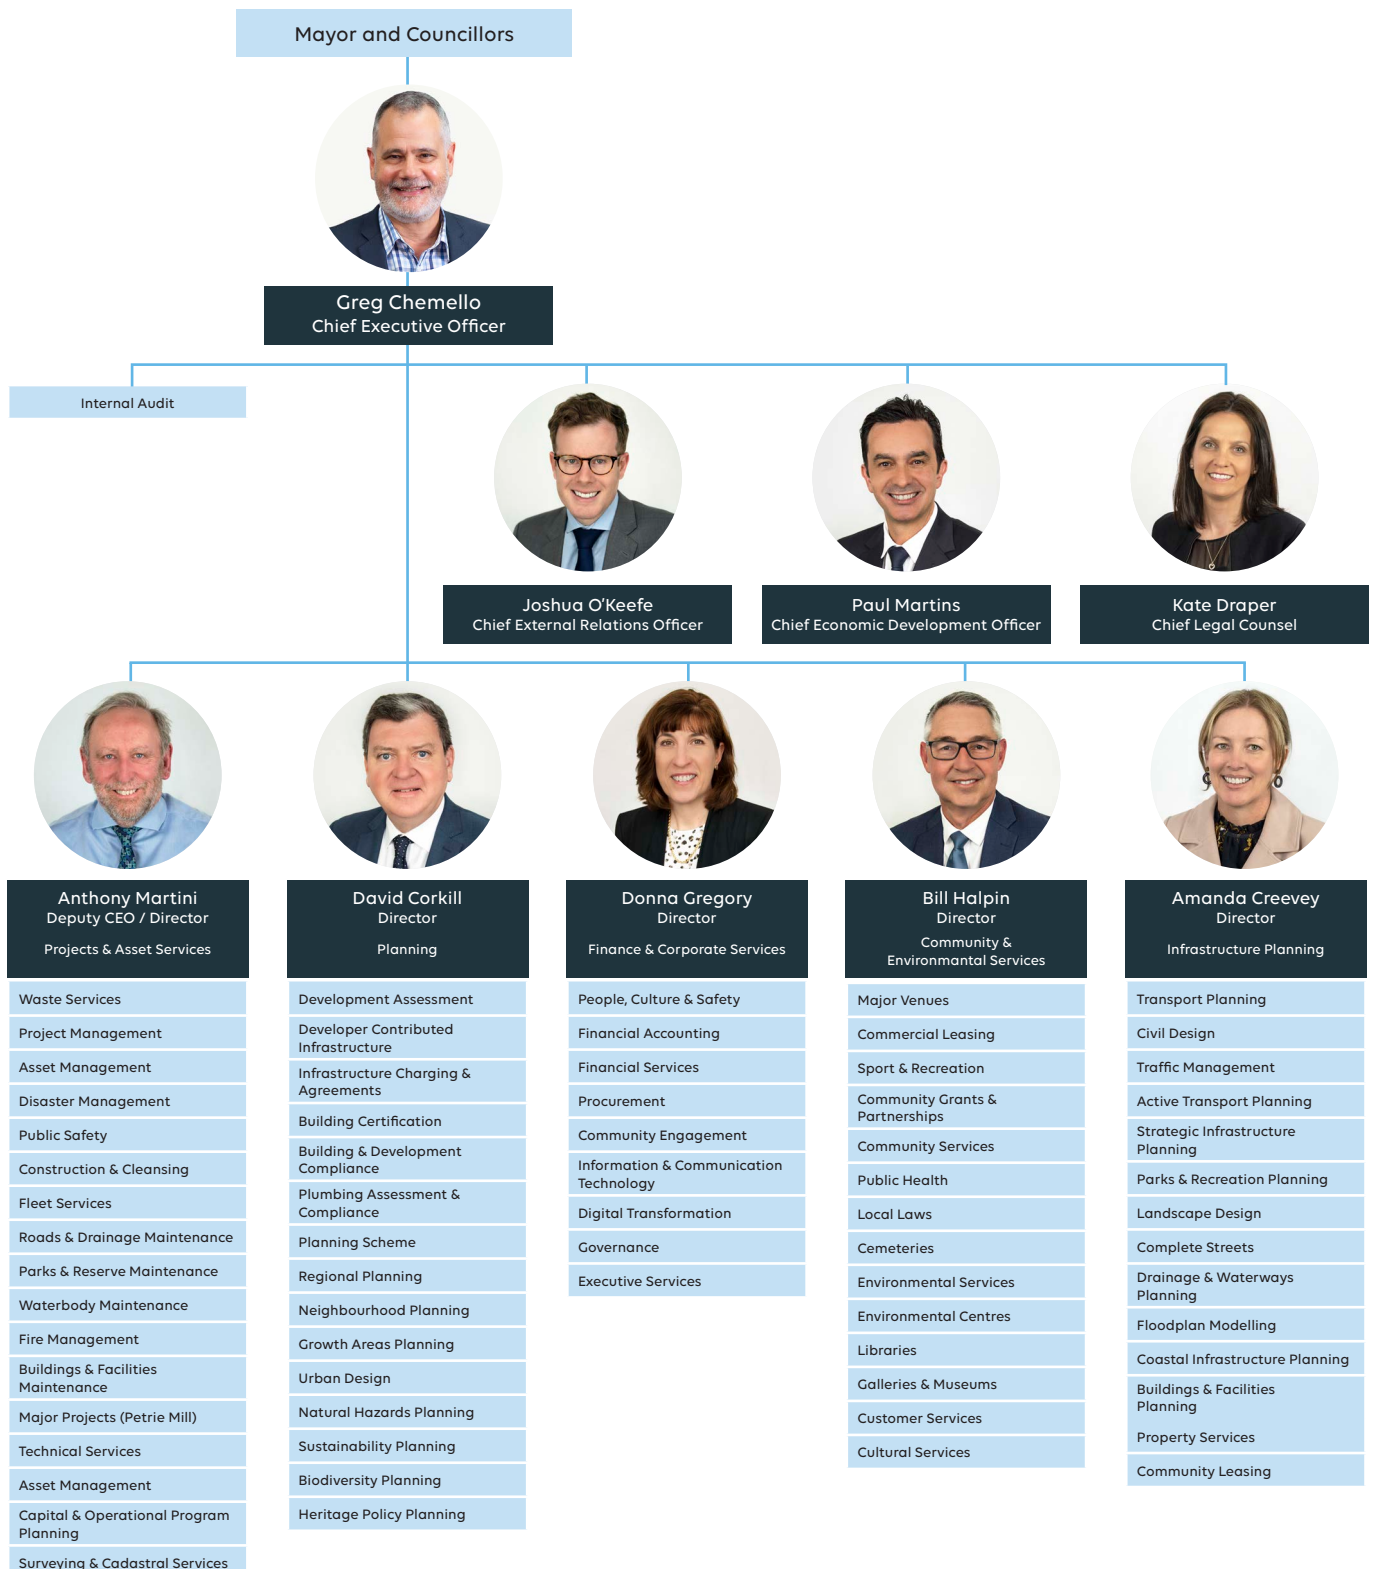 Mayor and Councillors
Greg Chemello
Chief Executive Officer
Internal Audit
Joshua O'Keefe
Chief External Relations Officer
Paul Martins
Chief Economic Development Officer
Kate Draper
Chief Legal Counsel
Anthony Martini
Deputy CEO / Director
Projects & Asset Services
Waste Services
Project Management
Asset Management
Disaster Management
Public Safety
Construction & Cleansing
Fleet Services
Roads & Drainage Maintenance
Parks & Reserve Maintenance
Waterbody Maintenance
Fire Management
Buildings & Facilities
Maintenance
Major Projects (Petrie Mill)
Technical Services
Asset Management
Capital & Operational Program
Planning
Surveying & Cadastral Services
David Corkill
Director
Planning
Development Assessment
Developer Contributed
Infrastructure
Infrastructure Charging &
Agreements
Building Certification
Building & Development
Compliance
Plumbing Assessment &
Compliance
Planning Scheme
Regional Planning
Neighbourhood Planning
Growth Areas Planning
Urban Design
Natural Hazards Planning
Sustainability Planning
Biodiversity Planning
Heritage Policy Planning
Donna Gregory
Director
Finance & Corporate Services
People, Culture & Safety
Financial Accounting
Financial Services
Procurement
Community Engagement
Information & Communication
Technology
Digital Transformation
Governance
Executive Services
Bill Halpin
Director
Community &
Environmantal Services
Major Venues
Commercial Leasing
Sport & Recreation
Community Grants &
Partnerships
Community Services
Public Health
Local Laws
Cemeteries
Environmental Services
Environmental Centres
Libraries
Galleries & Museums
Customer Services
Cultural Services
Amanda Creevey
Director
Infrastructure Planning
Transport Planning
Civil Design
Traffic Management
Active Transport Planning
Strategic Infrastructure
Planning
Parks & Recreation Planning
Landscape Design
Complete Streets
Drainage & Waterways
Planning
Floodplan Modelling
Coastal Infrastructure Planning
Buildings & Facilities
Planning
Property Services
Community Leasing